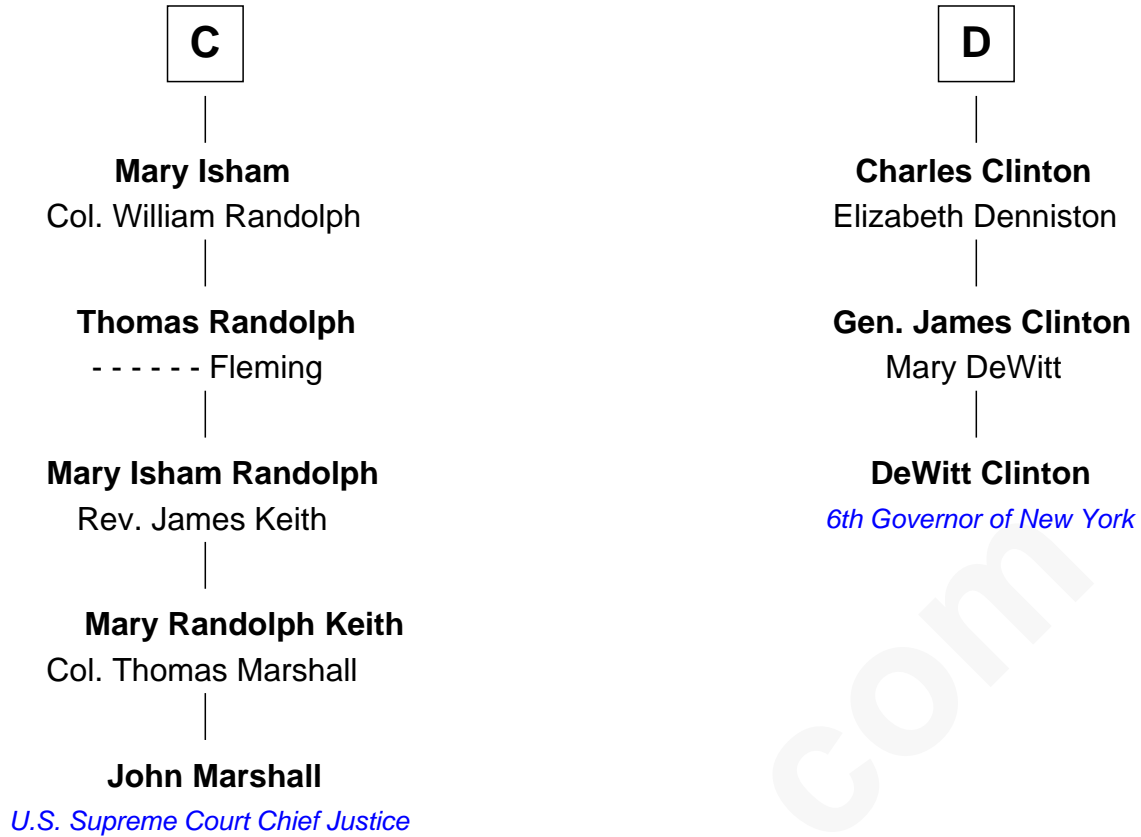 C
Mary Isham
Col. William Randolph
Thomas Randolph
- - - - - - Fleming
Mary Isham Randolph
Rev. James Keith
Mary Randolph Keith
Col. Thomas Marshall
John Marshall
U.S. Supreme Court Chief Justice
D
Charles Clinton
Elizabeth Denniston
Gen. James Clinton
Mary DeWitt
DeWitt Clinton
6th Governor of New York
com